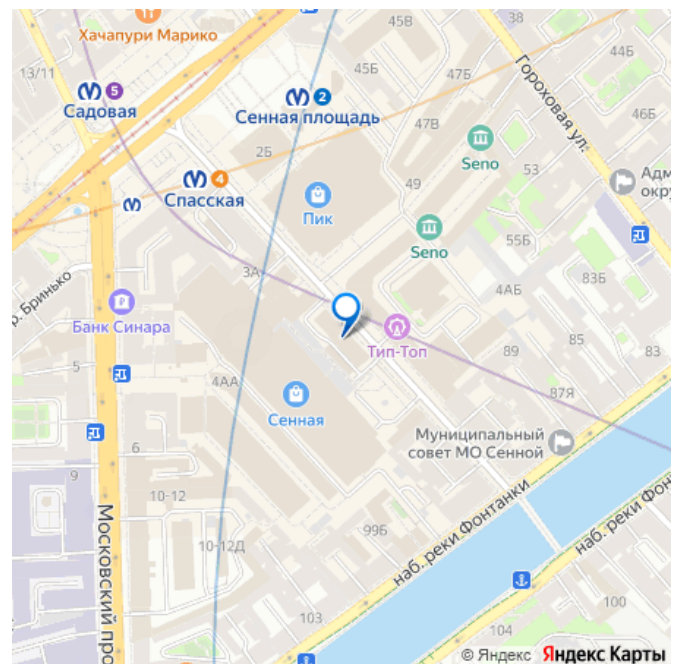 Хачапури Марико
45В
38
13/11
5
Садовая
2
Сенная площадь
45Б
47Б
44Б
Гороховая ул.
46Б
47В
2Б
4
Спасская
Seno
53
Адм
окру
49
Пик
Seno
55Б
3А
4АБ
83Б
р. Бринько
Банк Синара
Тип-Топ
89
85
83
5
4АА
Сенная
87Я
Муниципальный
совет МО Сенной
6
9
10-12
Московский про
99Б
наб. реки Фонтанки
наб. реки Фон
10-12Д
103
100
104
© Яндекс Яндекс Карты